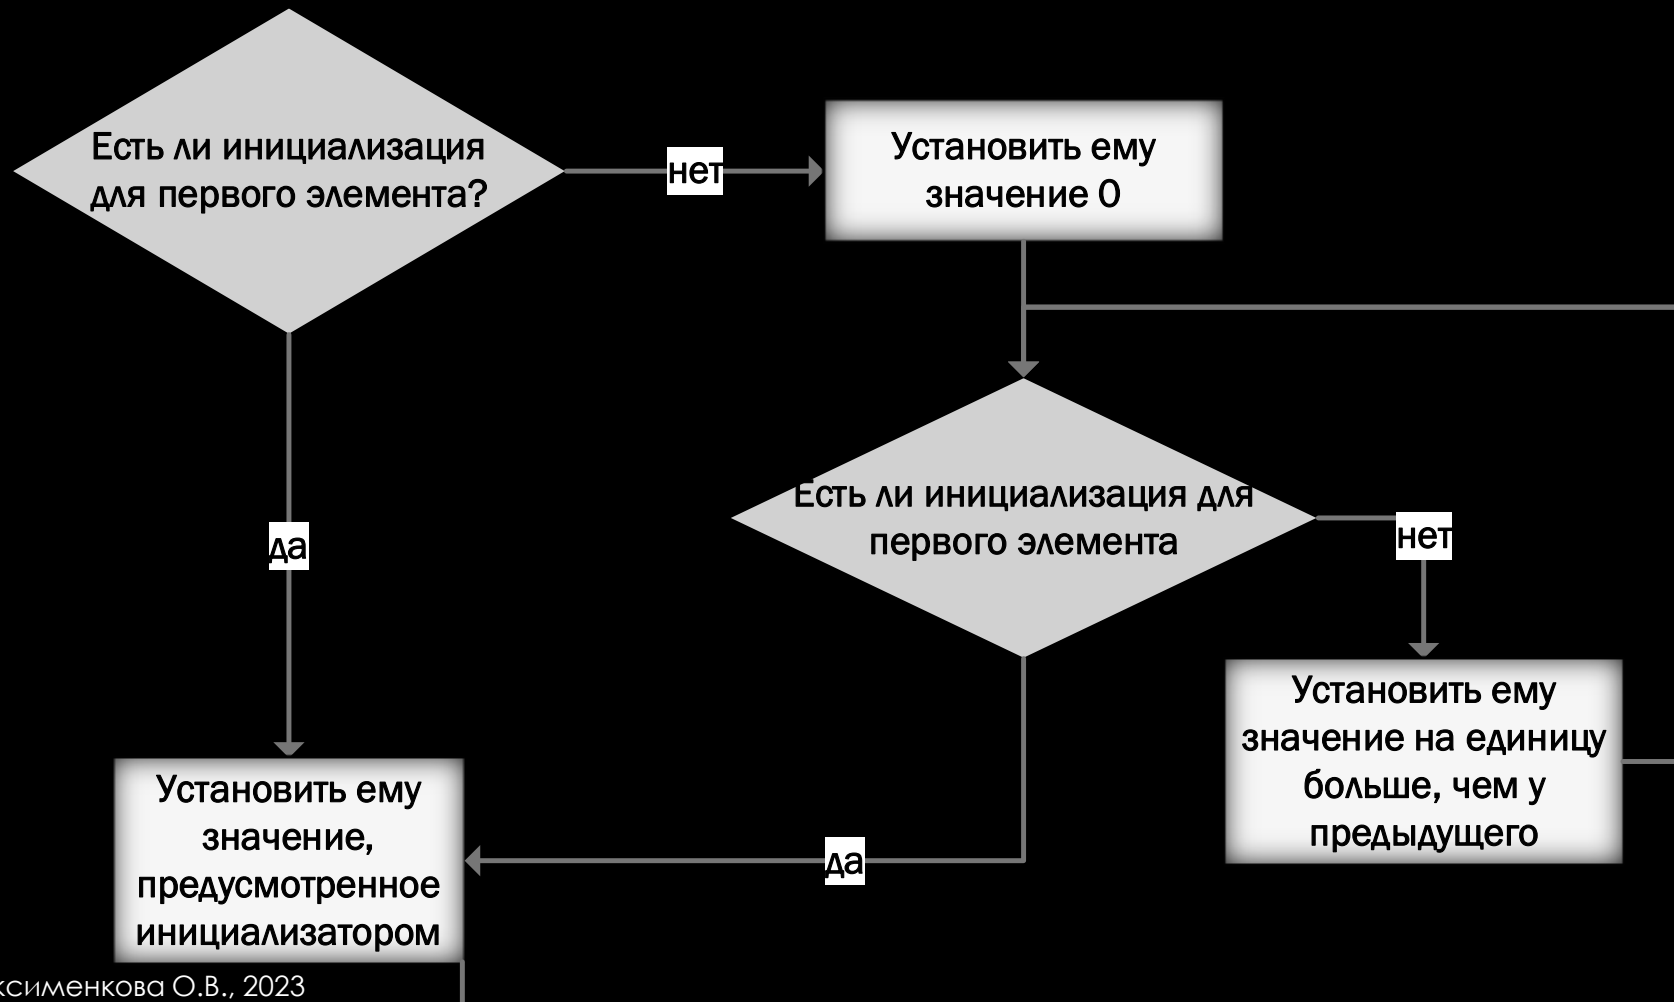 Есть ли инициализация
для первого элемента?
нет
Установить ему
значение 0
Есть ли инициализация для
первого элемента
нет
да
Установить ему
значение на единицу
больше, чем у
предыдущего
Установить ему
значение,
предусмотренное
инициализатором
да
ксименкова О.В., 2023